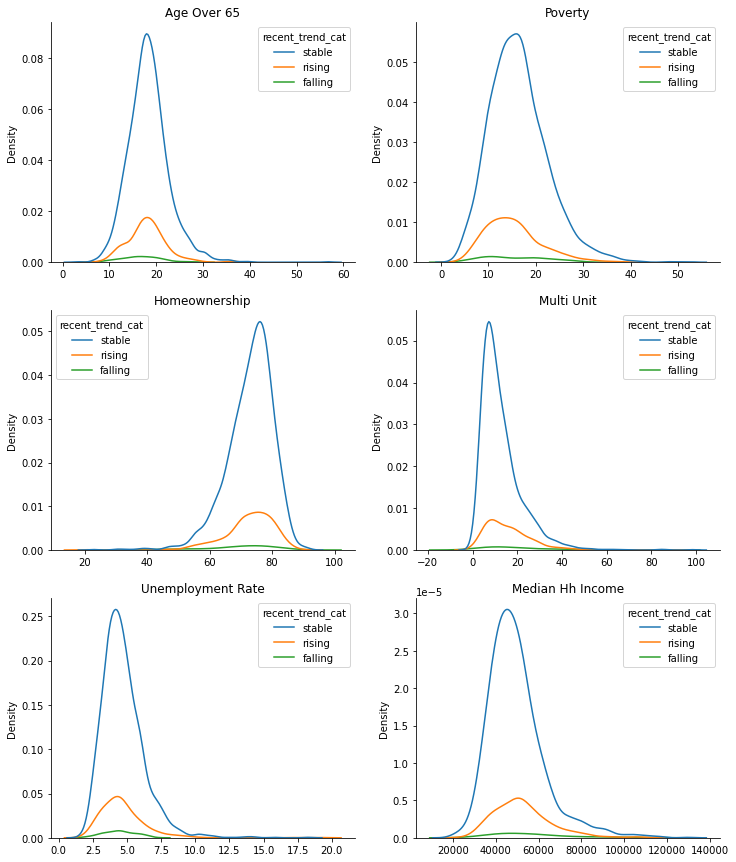 Age Over 65
recent_trend_cat
stable
rising
falling
Density
0.00
0.02
0.04
0.06
0.08
0 10 20 30 40 50 60
Poverty
recent_trend_cat
stable
rising
falling
Density
0.00
0.01
0.02
0.03
0.04
0.05
0 10 20 30 40 50
Homeownership
recent_trend_cat
stable
rising
falling
Density
0.00
0.01
0.02
0.03
0.04
0.05
20 40 60 80 100
Multi Unit
recent_trend_cat
stable
rising
falling
Density
0.00
0.01
0.02
0.03
0.04
0.05
−20 0 20 40 60 80 100
Unemployment Rate
recent_trend_cat
stable
rising
falling
Density
0.00
0.05
0.10
0.15
0.20
0.25
0.0 2.5 5.0 7.5 10.0 12.5 15.0 17.5 20.0
Median Hh Income
1e−5
recent_trend_cat
stable
rising
falling
Density
0.0
0.5
1.0
1.5
2.0
2.5
3.0
20000 40000 60000 80000 100000 120000 140000